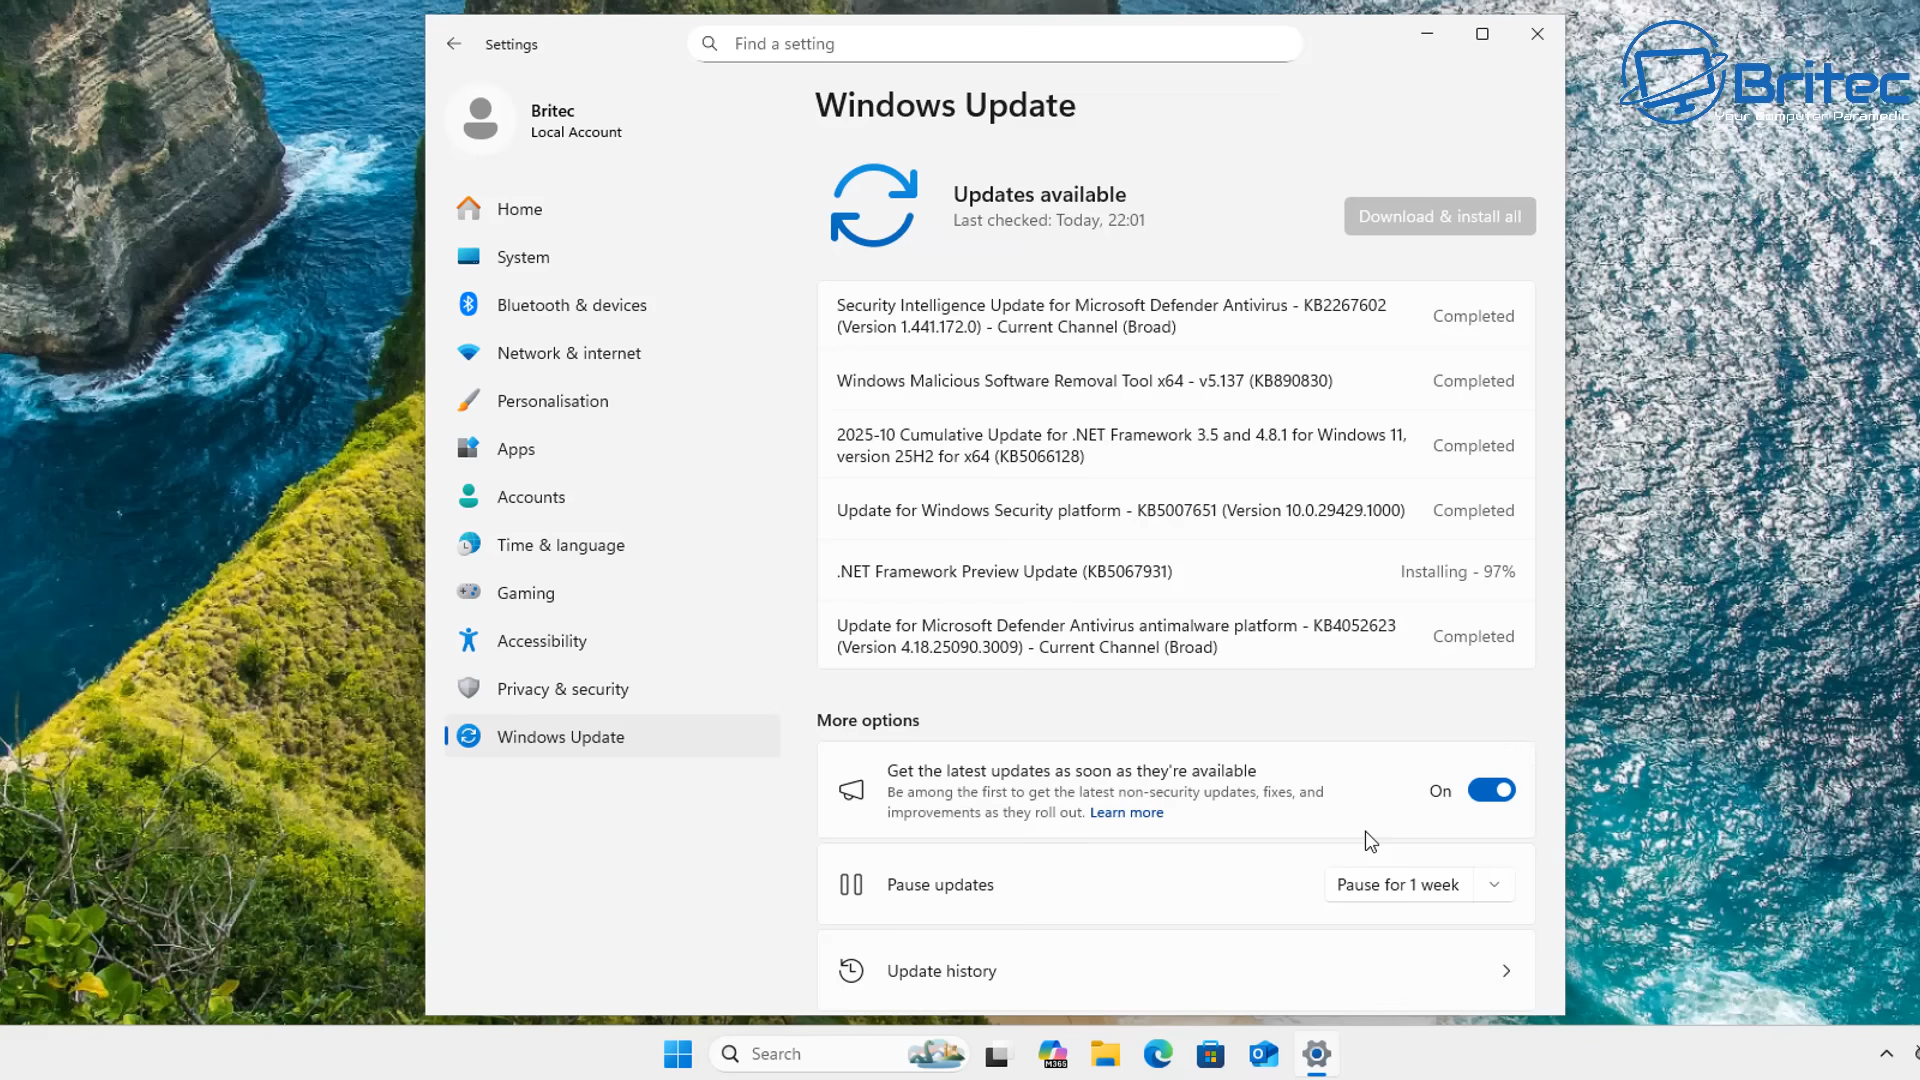 Settings
Find a setting
Britec
Your Computer Paramedic
Britec
Local Account
Home
System
Bluetooth & devices
Network & internet
Personalisation
Apps
Accounts
Time & language
Gaming
Accessibility
Privacy & security
Windows Update
Windows Update
Updates available
Last checked: Today, 22:01
Download & install all
Security Intelligence Update for Microsoft Defender Antivirus - KB2267602
(Version 1.441.172.0) - Current Channel (Broad)
Completed
Windows Malicious Software Removal Tool x64 - v5.137 (KB890830)
Completed
2025-10 Cumulative Update for .NET Framework 3.5 and 4.8.1 for Windows 11,
version 25H2 for x64 (KB5066128)
Completed
Update for Windows Security platform - KB5007651 (Version 10.0.29429.1000)
Completed
.NET Framework Preview Update (KB5067931)
Installing - 97%
Update for Microsoft Defender Antivirus antimalware platform - KB4052623
(Version 4.18.25090.3009) - Current Channel (Broad)
Completed
More options
Get the latest updates as soon as they're available
Be among the first to get the latest non-security updates, fixes, and
improvements as they roll out. Learn more
On
Pause updates
Pause for 1 week
Update history
Search
M365